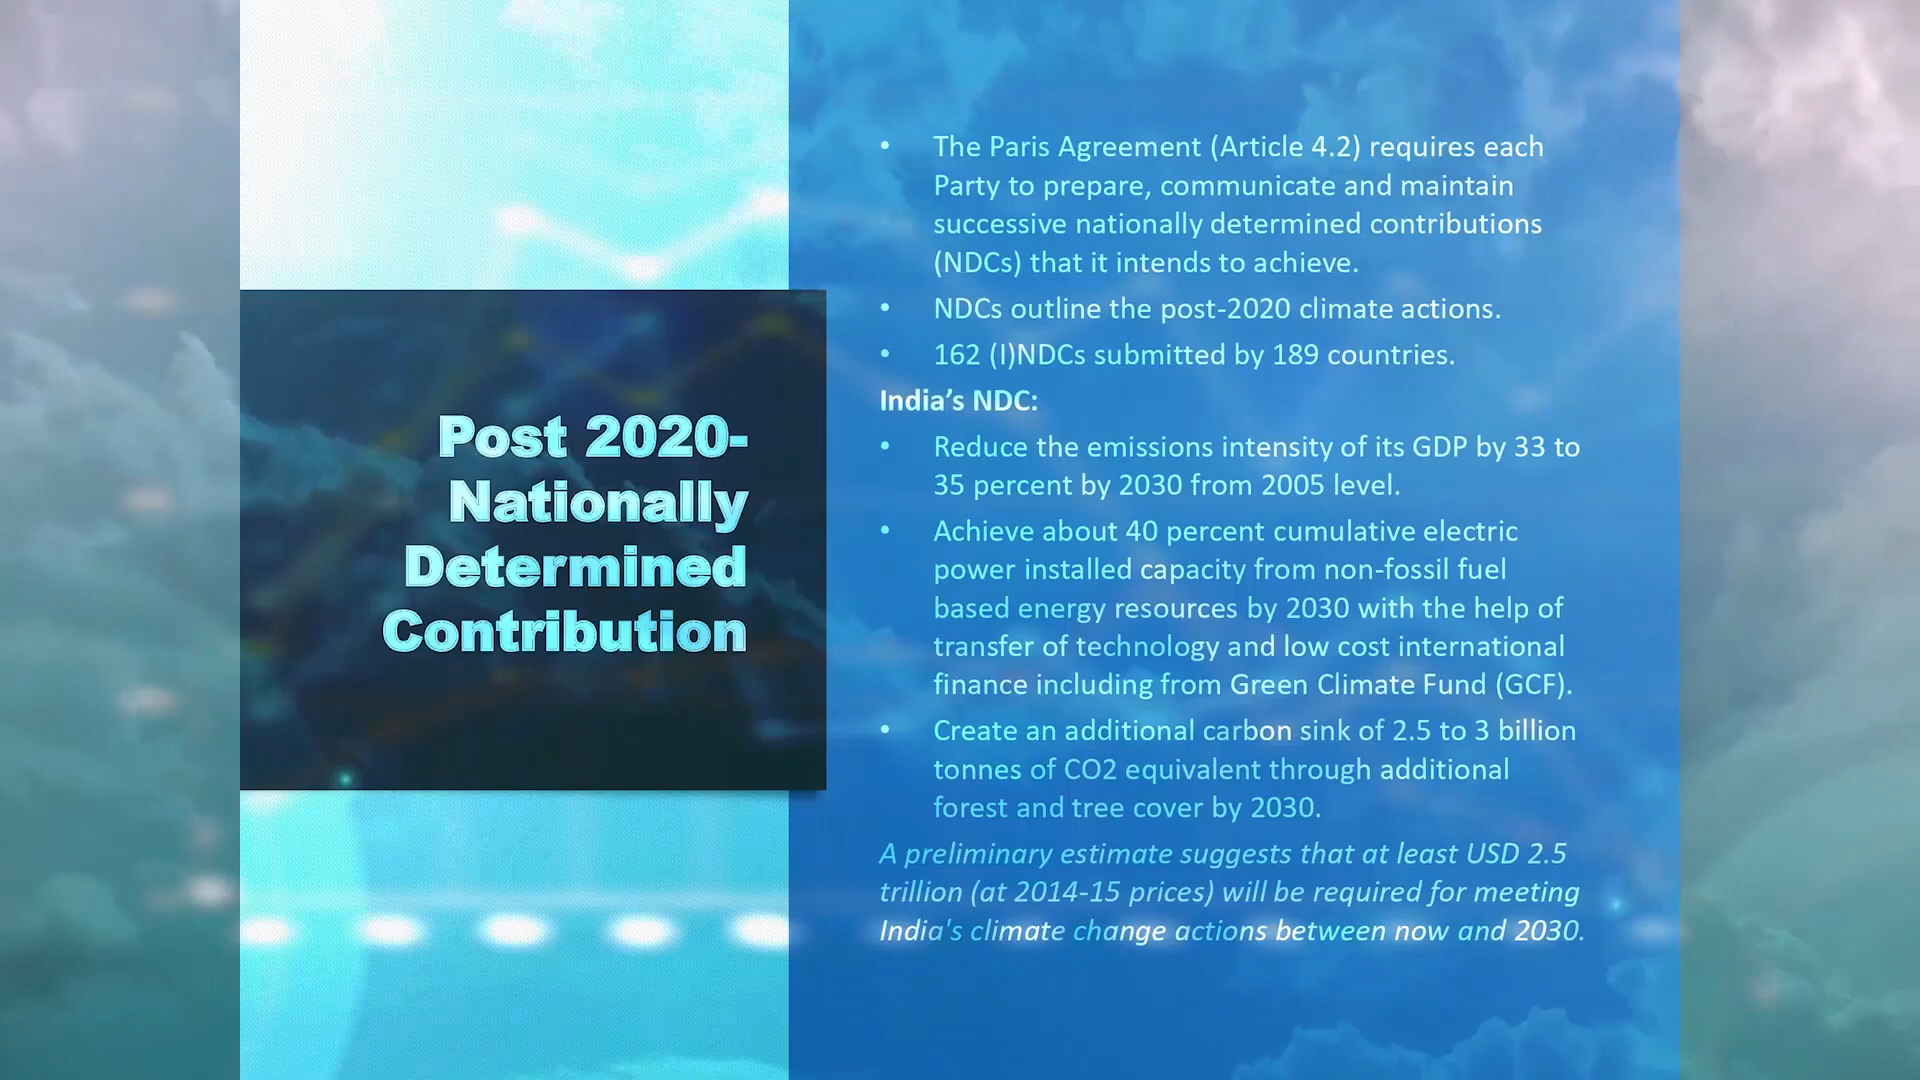 Post 2020-
Nationally
Determined
Contribution
• The Paris Agreement (Article 4.2) requires each
Party to prepare, communicate and maintain
successive nationally determined contributions
(NDCs) that it intends to achieve.
• NDCs outline the post-2020 climate actions.
• 162 (I)NDCs submitted by 189 countries.
India’s NDC:
• Reduce the emissions intensity of its GDP by 33 to
35 percent by 2030 from 2005 level.
• Achieve about 40 percent cumulative electric
power installed capacity from non-fossil fuel
based energy resources by 2030 with the help of
transfer of technology and low cost international
finance including from Green Climate Fund (GCF).
• Create an additional carbon sink of 2.5 to 3 billion
tonnes of CO2 equivalent through additional
forest and tree cover by 2030.
A preliminary estimate suggests that at least USD 2.5
trillion (at 2014-15 prices) will be required for meeting
India's climate change actions between now and 2030.